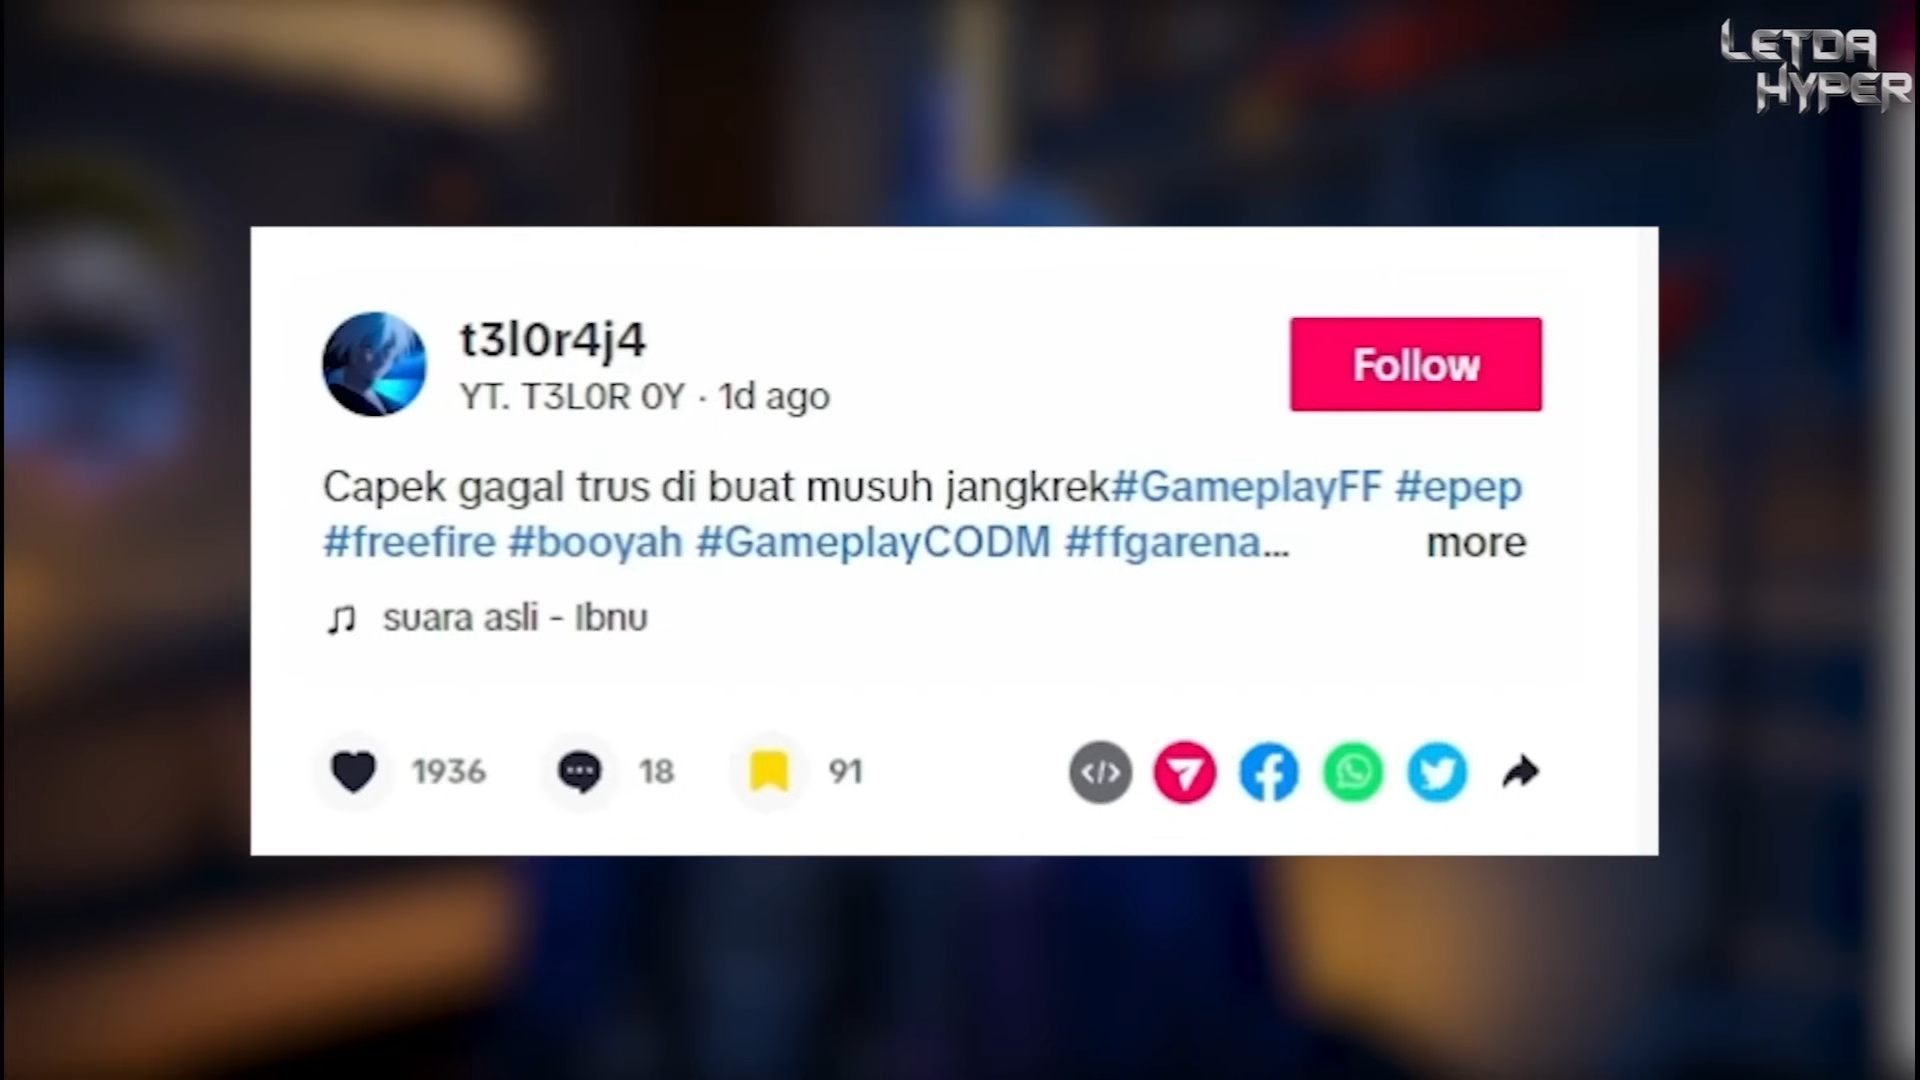 LETDA
HYPER
t3l0r4j4
YT. T3L0R 0Y · 1d ago
Follow
Capek gagal trus di buat musuh jangkrek#GameplayFF #epep
#freefire #booyah #GameplayCODM #ffgarena... more
suara asli - Ibnu
1936 18 91